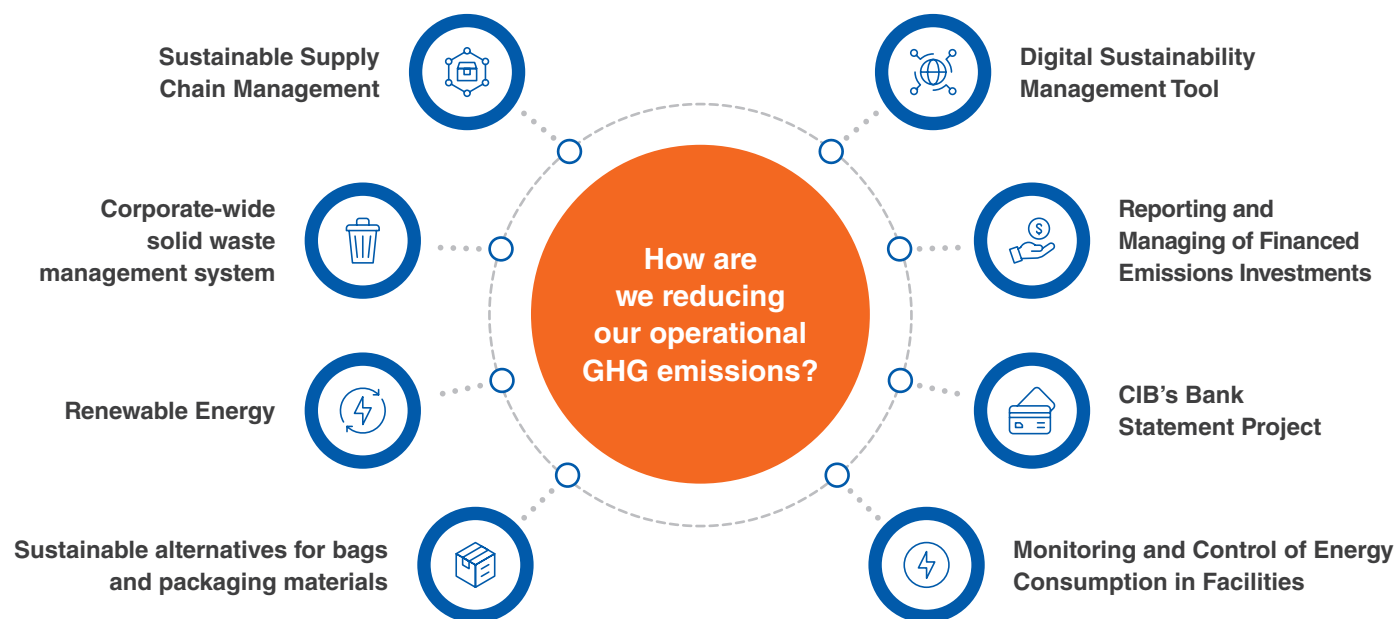 Sustainable Supply
Chain Management
Digital Sustainability
Management Tool
Corporate-wide
solid waste
management system
Reporting and
Managing of Financed
Emissions Investments
How are
we reducing
our operational
GHG emissions?
Renewable Energy
CIB's Bank
Statement Project
Sustainable alternatives for bags
and packaging materials
Monitoring and Control of Energy
Consumption in Facilities
$